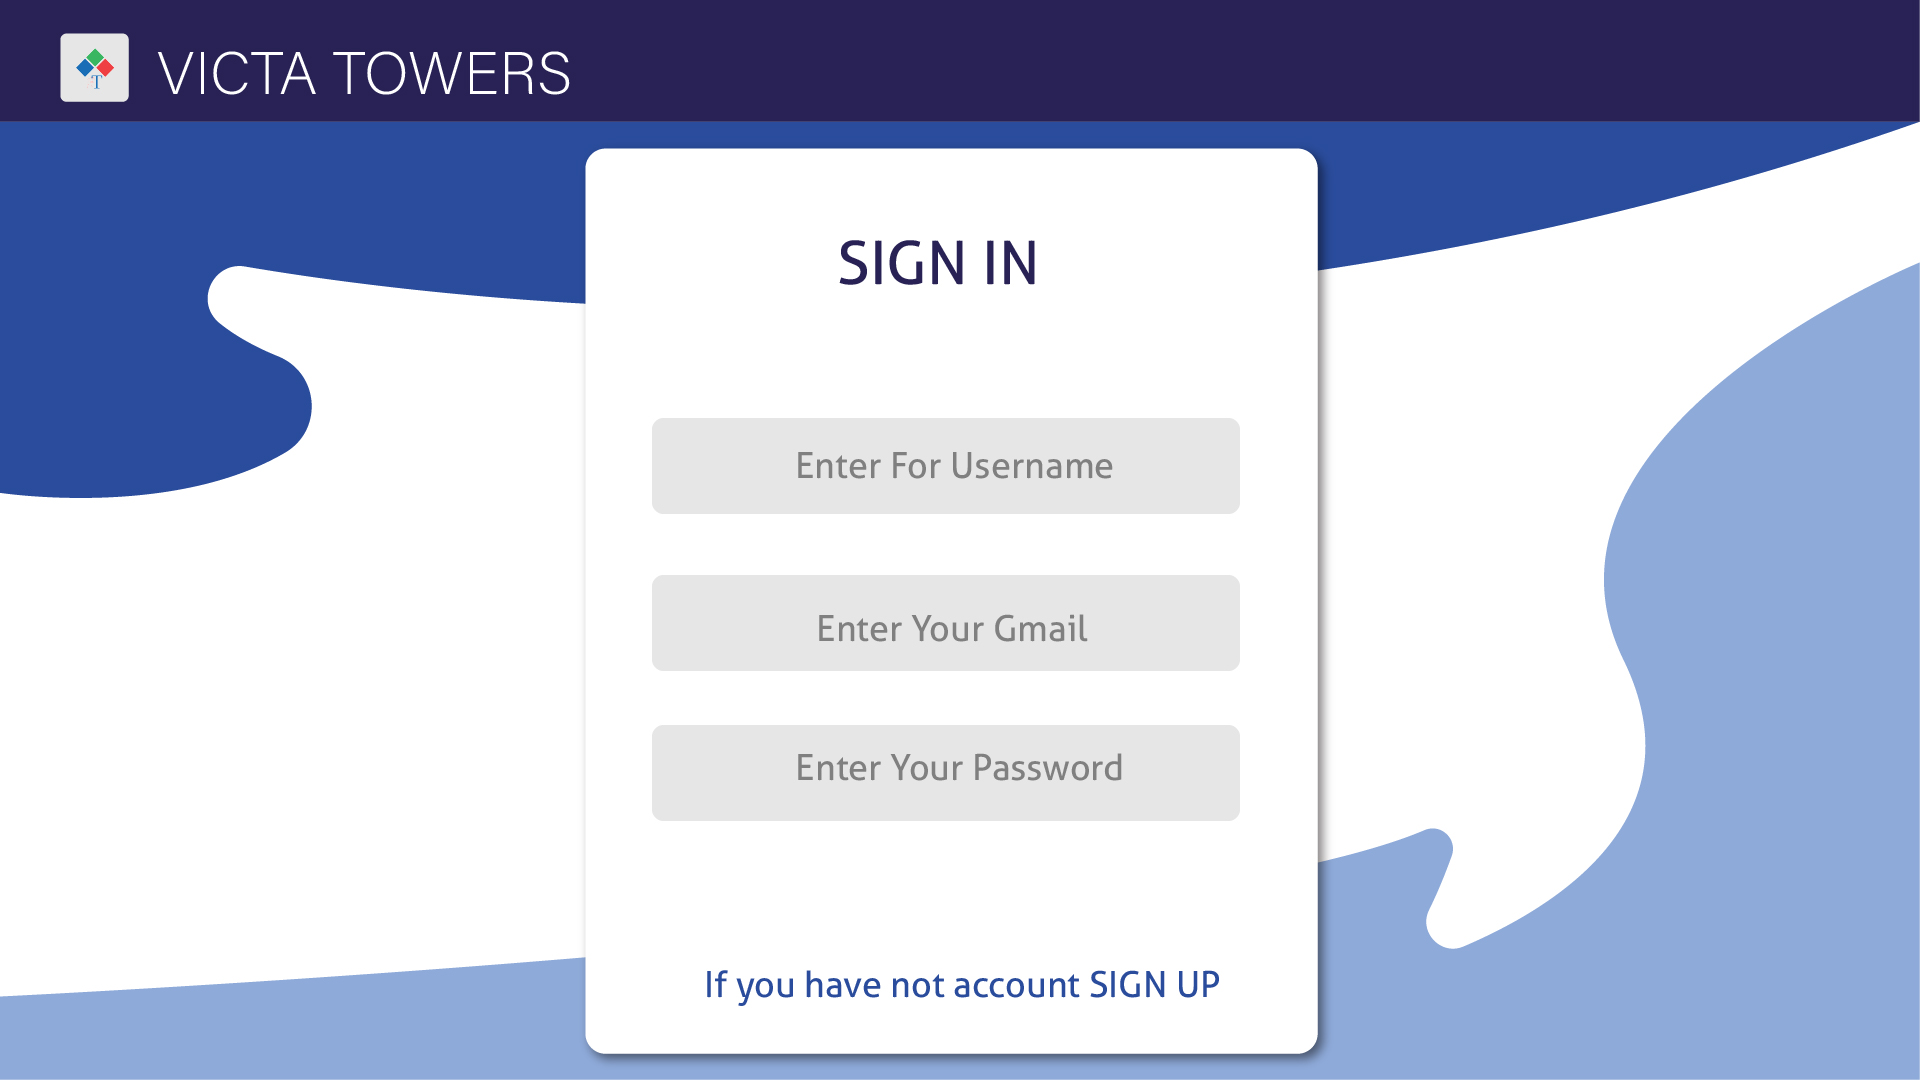 T
VICTA TOWERS
SIGN IN
Enter For Username
Enter Your Gmail
Enter Your Password
If you have not account SIGN UP